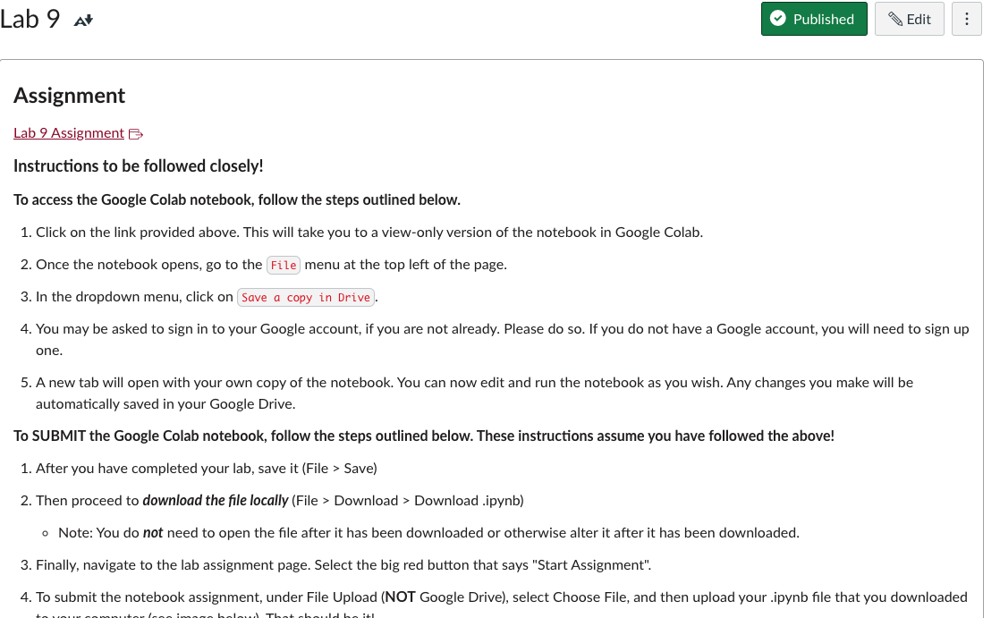 Lab 9
Published
Edit
Assignment
Lab 9 Assignment
Instructions to be followed closely!
To access the Google Colab notebook, follow the steps outlined below.
1. Click on the link provided above. This will take you to a view-only version of the notebook in Google Colab.
2. Once the notebook opens, go to the File menu at the top left of the page.
3. In the dropdown menu, click on Save a copy in Drive.
4. You may be asked to sign in to your Google account, if you are not already. Please do so. If you do not have a Google account, you will need to sign up
one.
5. A new tab will open with your own copy of the notebook. You can now edit and run the notebook as you wish. Any changes you make will be
automatically saved in your Google Drive.
To SUBMIT the Google Colab notebook, follow the steps outlined below. These instructions assume you have followed the above!
1. After you have completed your lab, save it (File > Save)
2. Then proceed to download the file locally (File > Download > Download .ipynb)
Note: You do not need to open the file after it has been downloaded or otherwise alter it after it has been downloaded.
3. Finally, navigate to the lab assignment page. Select the big red button that says "Start Assignment".
4. To submit the notebook assignment, under File Upload (NOT Google Drive), select Choose File, and then upload your .ipynb file that you downloaded
to your computer (see image below). That should be it!